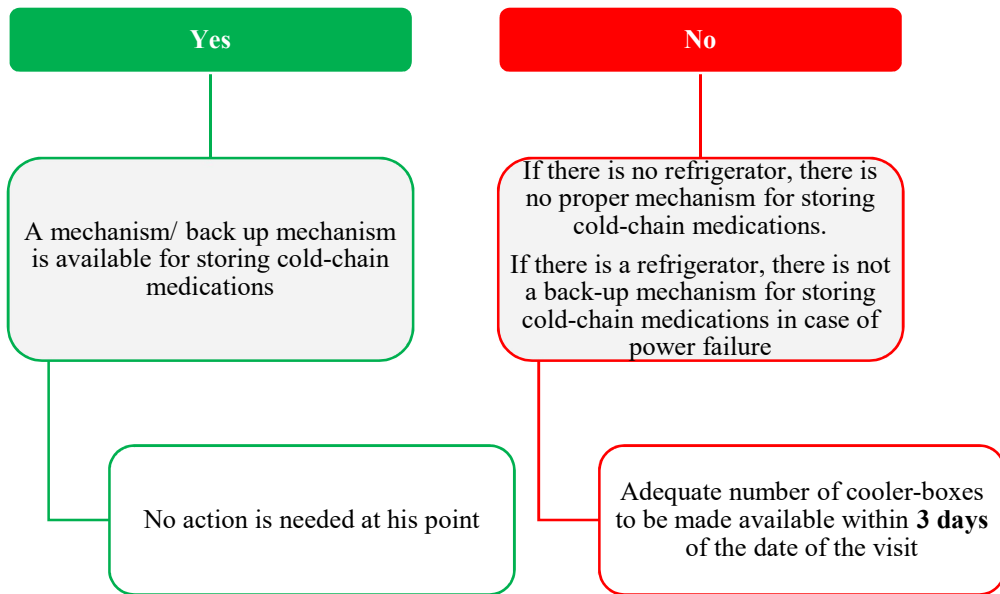 Yes
A mechanism/ back up mechanism
is available for storing cold-chain
medications
No action is needed at his point
No
If there is no refrigerator, there is
no proper mechanism for storing
cold-chain medications.
If there is a refrigerator, there is not
a back-up mechanism for storing
cold-chain medications in case of
power failure
Adequate number of cooler-boxes
to be made available within 3 days
of the date of the visit